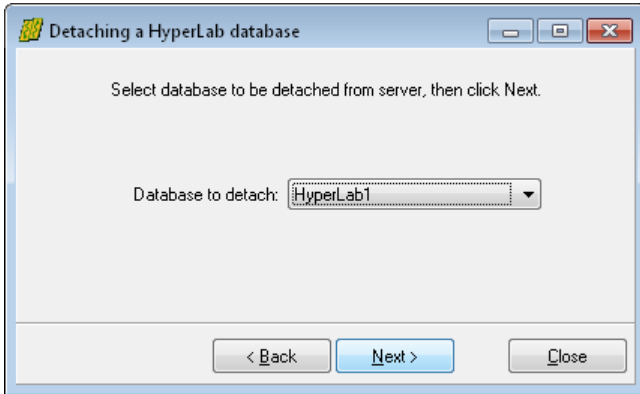 Detaching a HyperLab database
Select database to be detached from server, then click Next.
Database to detach: HyperLab1
< Back Next > Close